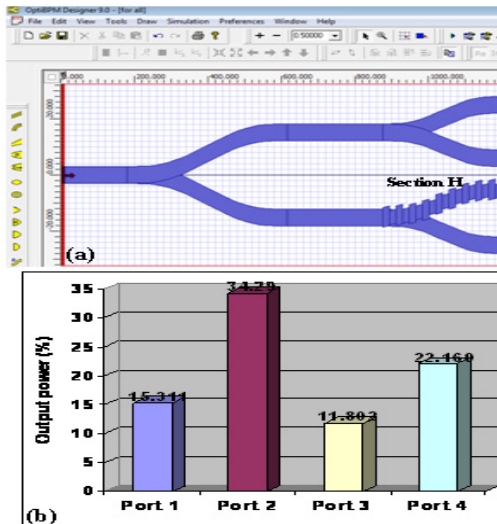 OptiBPM Designer 9.0 - [for all]
File Edit View Tools Draw Simulation Preferences Window Help
0.50000
0.000 200.000 400.000 600.000 800.000 1000.000
0.000
-20.000
Section H
(a)
Output power (%)
35
30
25
20
15
10
5
0
15.311
34.29
11.802
22.160
Port 1 Port 2 Port 3 Port 4
(b)